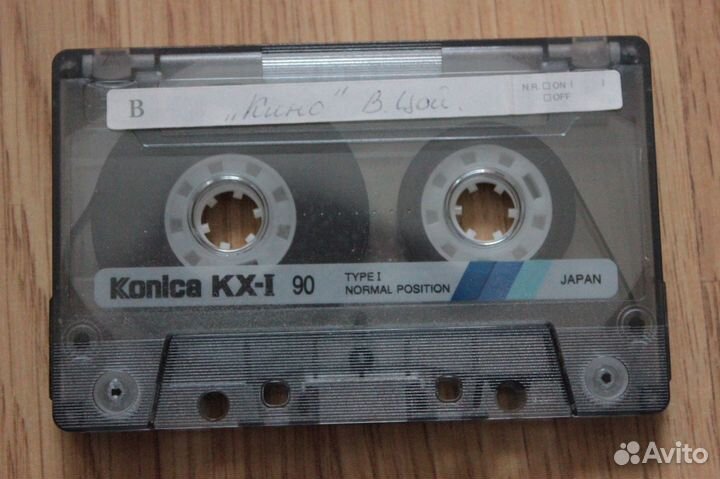 B „Кино" В. Цой. N.R. ☐ ON I I
☐ OFF
Konica KX-I 90 TYPE I
NORMAL POSITION JAPAN
Avito